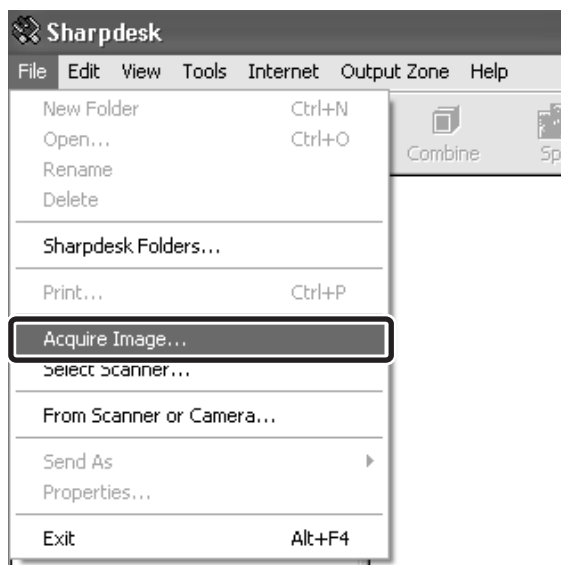 Sharpdesk
File Edit View Tools Internet Output Zone Help
New Folder Ctrl+N
Open... Ctrl+O
Combine
Rename
Delete
Sharpdesk Folders...
Print... Ctrl+P
Acquire Image...
Select Scanner...
From Scanner or Camera...
Send As
Properties...
Exit Alt+F4